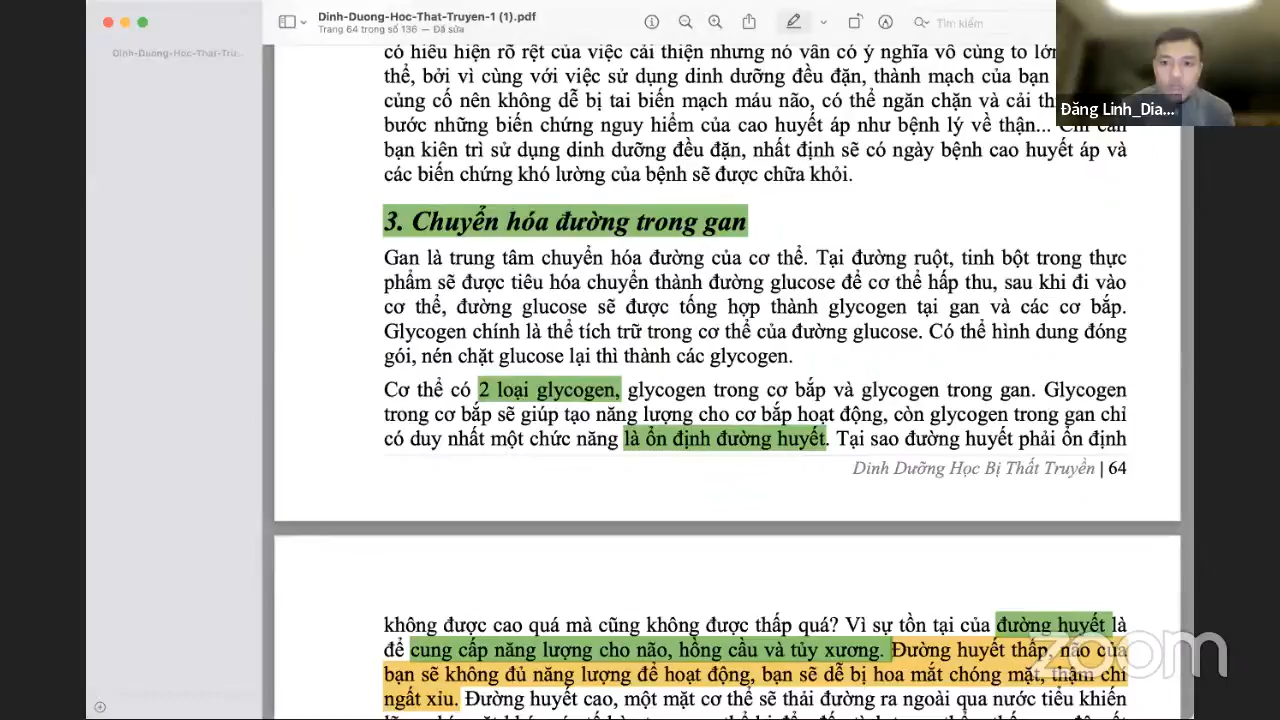 Dinh-Duong-Hoc-That-Truyen-1 (1).pdf
Trang 64 trong số 136 — Đã sửa
Tìm kiếm
Dinh-Duong-Hoc-That-Tru...
Đăng Linh_Dia...
có hiêu hiện rõ rệt của việc cải thiện nhưng nó vẫn có ý nghĩa vô cùng to lớn
thể, bởi vì cùng với việc sử dụng dinh dưỡng đều đặn, thành mạch của bạn
củng cố nên không dễ bị tai biến mạch máu não, có thể ngăn chặn và cải th
bước những biến chứng nguy hiểm của cao huyết áp như bệnh lý về thận... Chỉ cần
bạn kiên trì sử dụng dinh dưỡng đều đặn, nhất định sẽ có ngày bệnh cao huyết áp và
các biến chứng khó lường của bệnh sẽ được chữa khỏi.
3. Chuyển hóa đường trong gan
Gan là trung tâm chuyển hóa đường của cơ thể. Tại đường ruột, tinh bột trong thực
phẩm sẽ được tiêu hóa chuyển thành đường glucose để cơ thể hấp thu, sau khi đi vào
cơ thể, đường glucose sẽ được tổng hợp thành glycogen tại gan và các cơ bắp.
Glycogen chính là thể tích trữ trong cơ thể của đường glucose. Có thể hình dung đóng
gói, nén chặt glucose lại thì thành các glycogen.
Cơ thể có 2 loại glycogen, glycogen trong cơ bắp và glycogen trong gan. Glycogen
trong cơ bắp sẽ giúp tạo năng lượng cho cơ bắp hoạt động, còn glycogen trong gan chỉ
có duy nhất một chức năng là ổn định đường huyết. Tại sao đường huyết phải ổn định
Dinh Dưỡng Học Bị Thất Truyền | 64
không được cao quá mà cũng không được thấp quá? Vì sự tồn tại của đường huyết là
để cung cấp năng lượng cho não, hồng cầu và tủy xương. Đường huyết thấp, não của
bạn sẽ không đủ năng lượng để hoạt động, bạn sẽ dễ bị hoa mắt chóng mặt, thậm chí
ngất xỉu. Đường huyết cao, một mặt cơ thể sẽ thải đường ra ngoài qua nước tiểu khiến
zoom